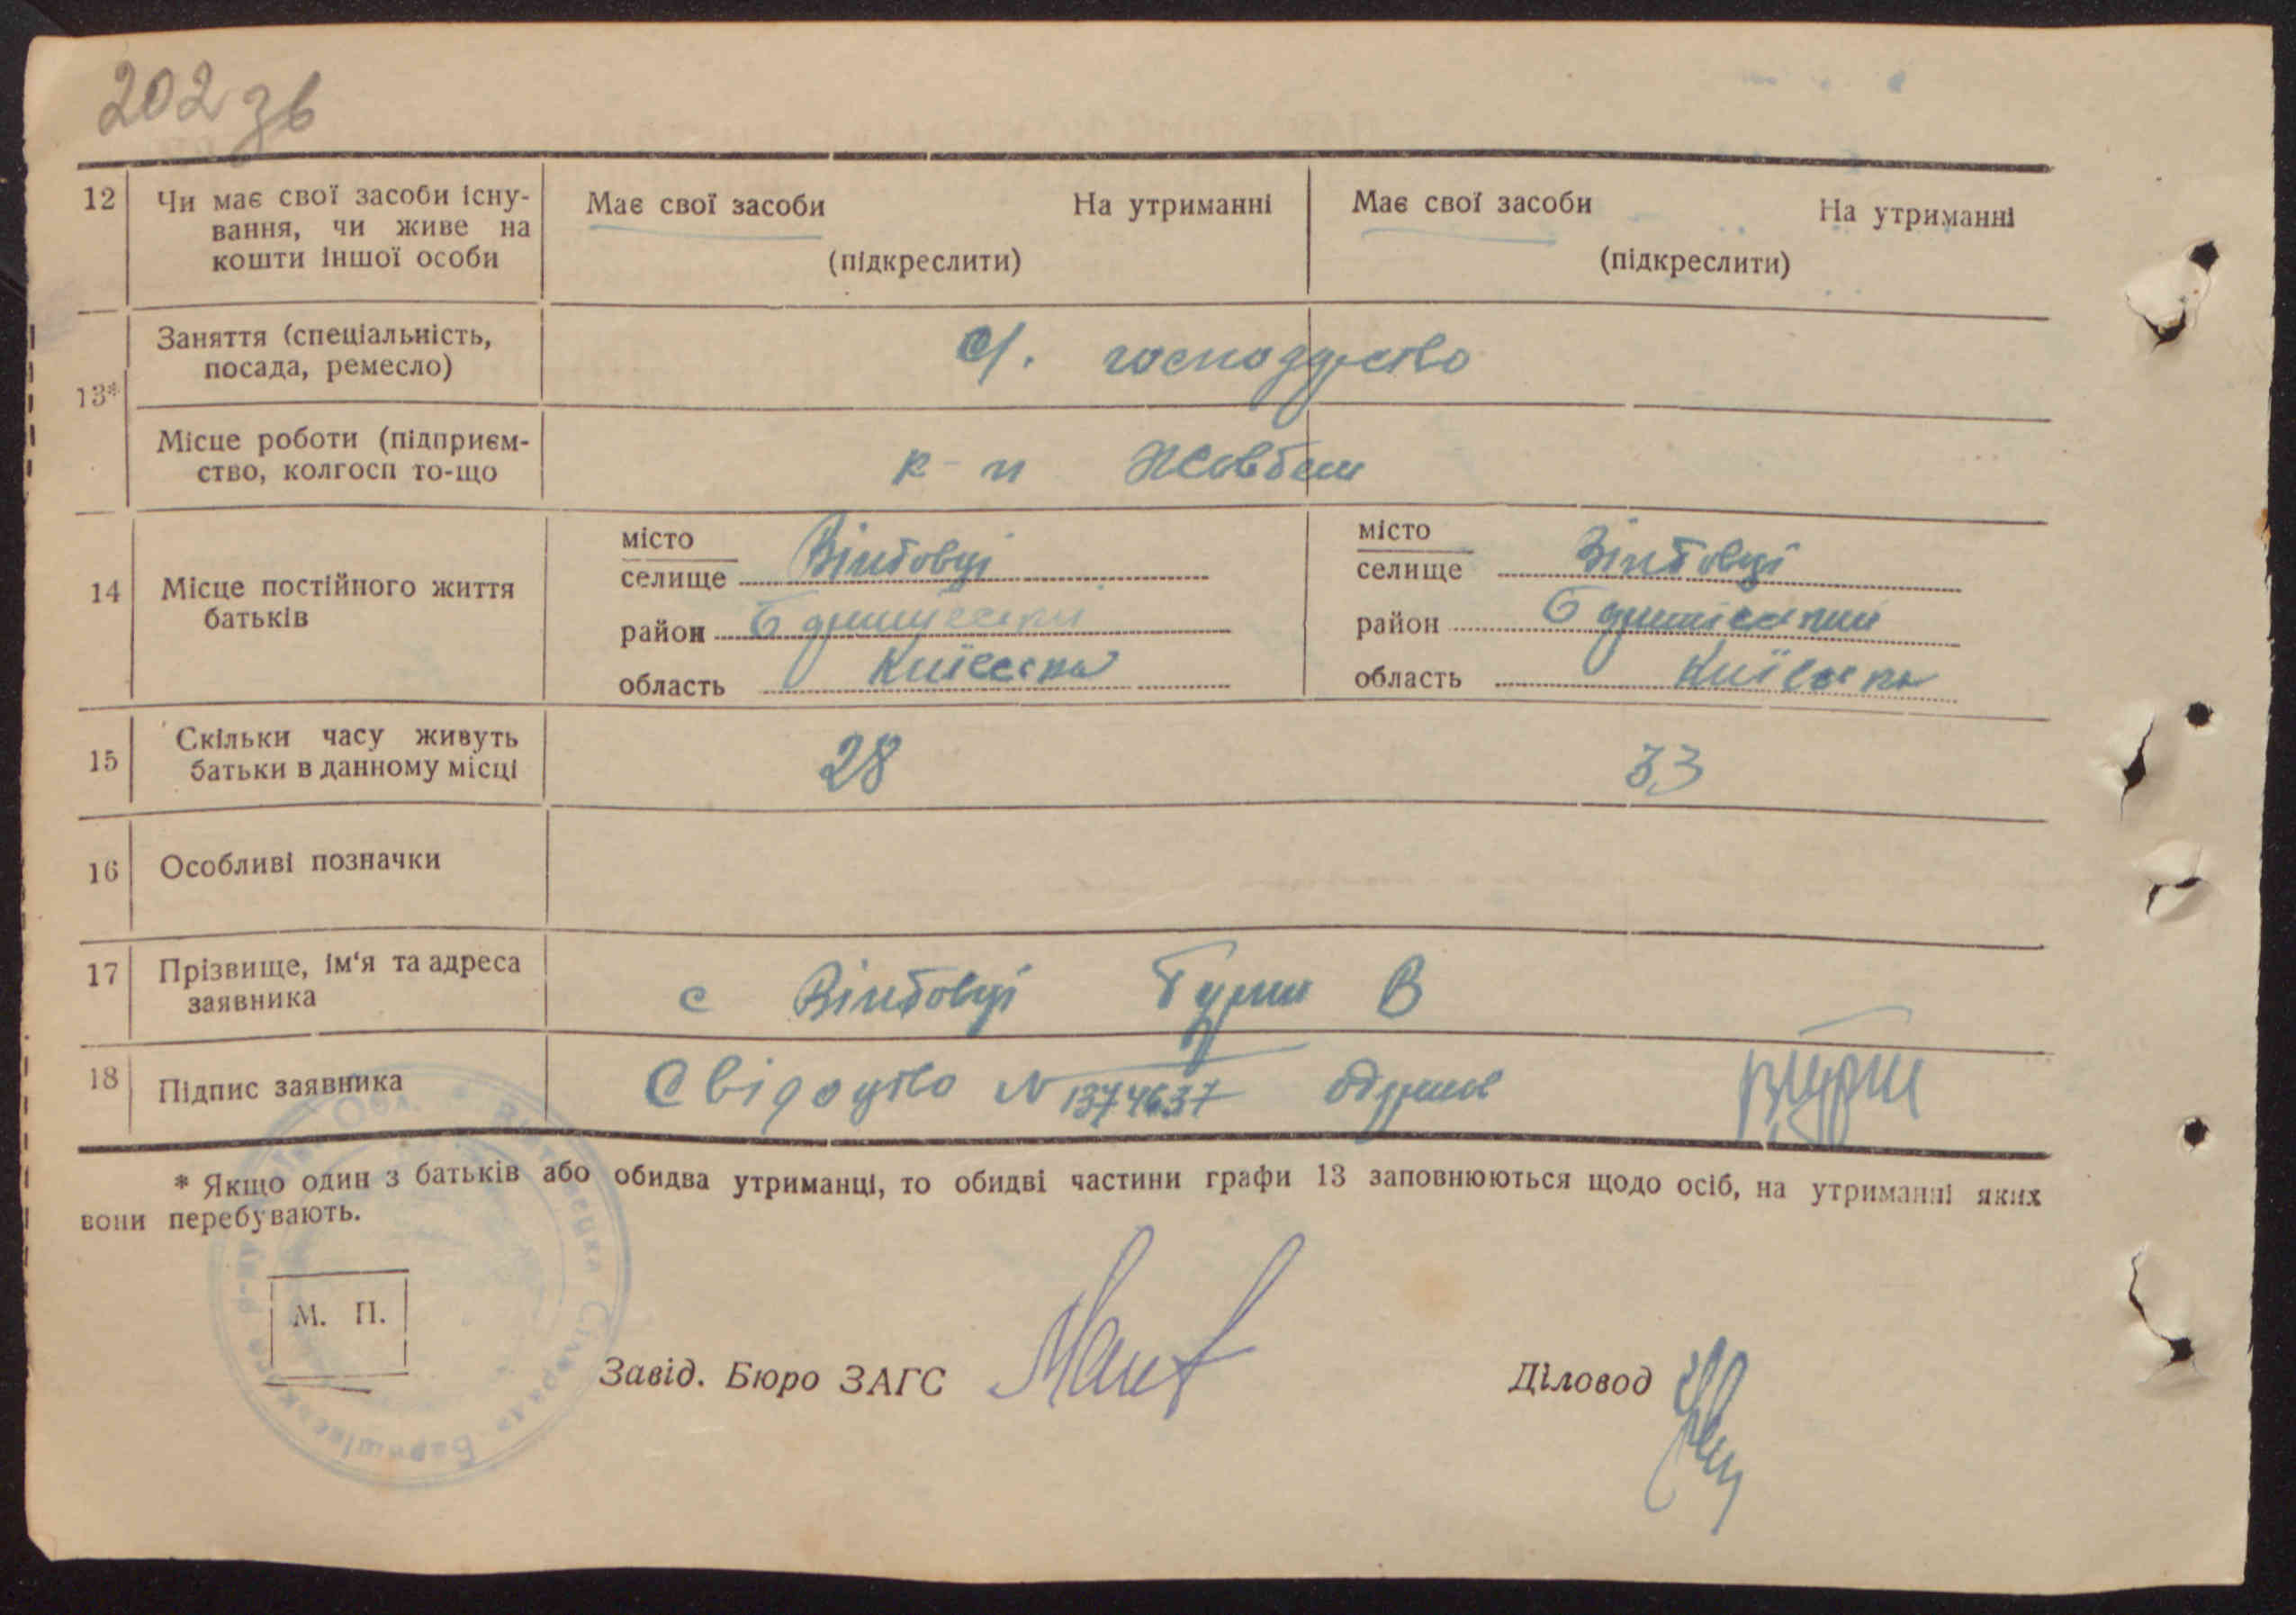 202 зв
12 Чи має свої засоби існу-
вання, чи живе на
кошти іншої особи
Має свої засоби На утриманні
(підкреслити)
Має свої засоби На утриманні
(підкреслити)
13*
Заняття (спеціальність,
посада, ремесло)
С/. господарство
Місце роботи (підприєм-
ство, колгосп то-що
к-п Жовтень
14 Місце постійного життя
батьків
місто
селище
район
область Київська
місто
селище
район
область Київська
15 Скільки часу живуть
батьки в данному місці
28 33
16 Особливі позначки
17 Прізвище, ім'я та адреса
заявника
с В
18 Підпис заявника
Свідоцтво N 1374637
* Якщо один з батьків або обидва утриманці, то обидві частини графи 13 заповнюються щодо осіб, на утриманні яких
вони перебувають.
М. П.
Завід. Бюро ЗАГС
Діловод